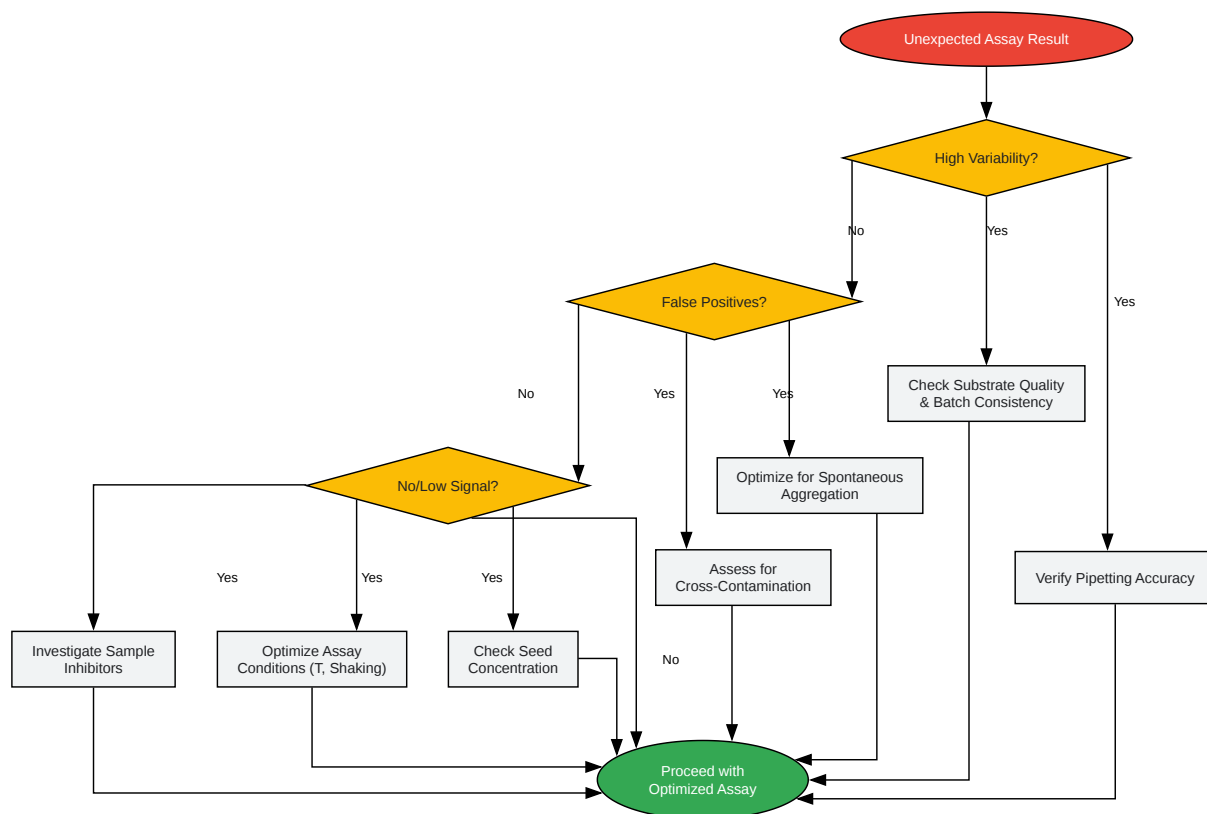 Unexpected Assay Result
High Variability?
No
Yes
False Positives?
Yes
Check Substrate Quality
& Batch Consistency
No
Yes
Yes
Optimize for Spontaneous
Aggregation
No/Low Signal?
Assess for
Cross-Contamination
Verify Pipetting Accuracy
Yes
Yes
Yes
Investigate Sample
Inhibitors
Optimize Assay
Conditions (T, Shaking)
Check Seed
Concentration
No
Proceed with
Optimized Assay